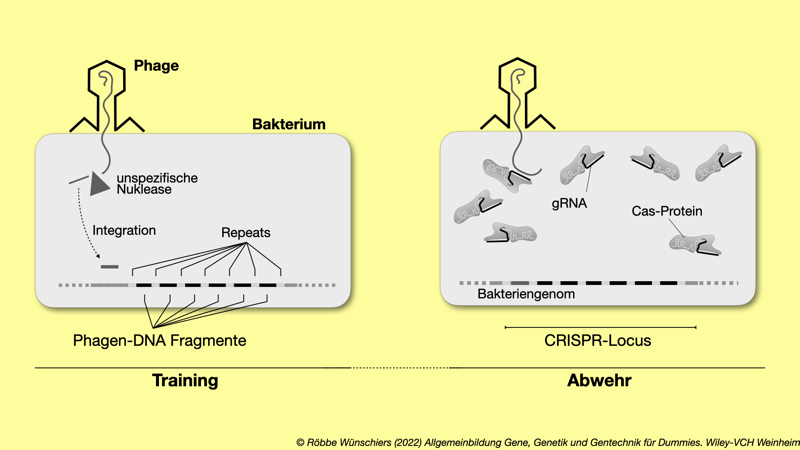 Phage
Bakterium
unspezifische
Nuklease
Integration
Repeats
Phagen-DNA Fragmente
Training
gRNA
Cas-Protein
Bakteriengenom
CRISPR-Locus
Abwehr
© Röbbe Wünschiers (2022) Allgemeinbildung Gene, Genetik und Gentechnik für Dummies. Wiley-VCH Weinheim